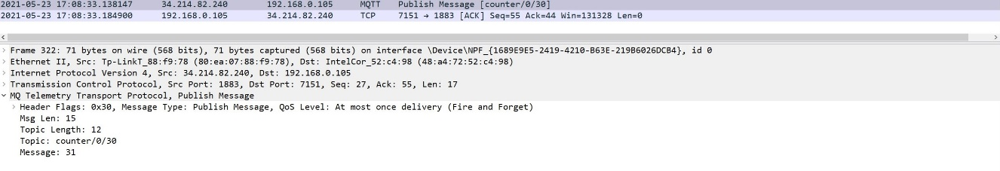 2021-05-23 17:08:33.138147 34.214.82.240 192.168.0.105 MQTT Publish Message [counter/0/30]
2021-05-23 17:08:33.184900 192.168.0.105 34.214.82.240 TCP 7151 → 1883 [ACK] Seq=55 Ack=44 Win=131328 Len=0
Frame 322: 71 bytes on wire (568 bits), 71 bytes captured (568 bits) on interface \Device\NPF_{1689E9E5-2419-4210-B63E-219B6026DCB4}, id 0
Ethernet II, Src: Tp-LinkT_88:f9:78 (80:ea:07:88:f9:78), Dst: IntelCor_52:c4:98 (48:a4:72:52:c4:98)
Internet Protocol Version 4, Src: 34.214.82.240, Dst: 192.168.0.105
Transmission Control Protocol, Src Port: 1883, Dst Port: 7151, Seq: 27, Ack: 55, Len: 17
MQ Telemetry Transport Protocol, Publish Message
Header Flags: 0x30, Message Type: Publish Message, QoS Level: At most once delivery (Fire and Forget)
Msg Len: 15
Topic Length: 12
Topic: counter/0/30
Message: 31